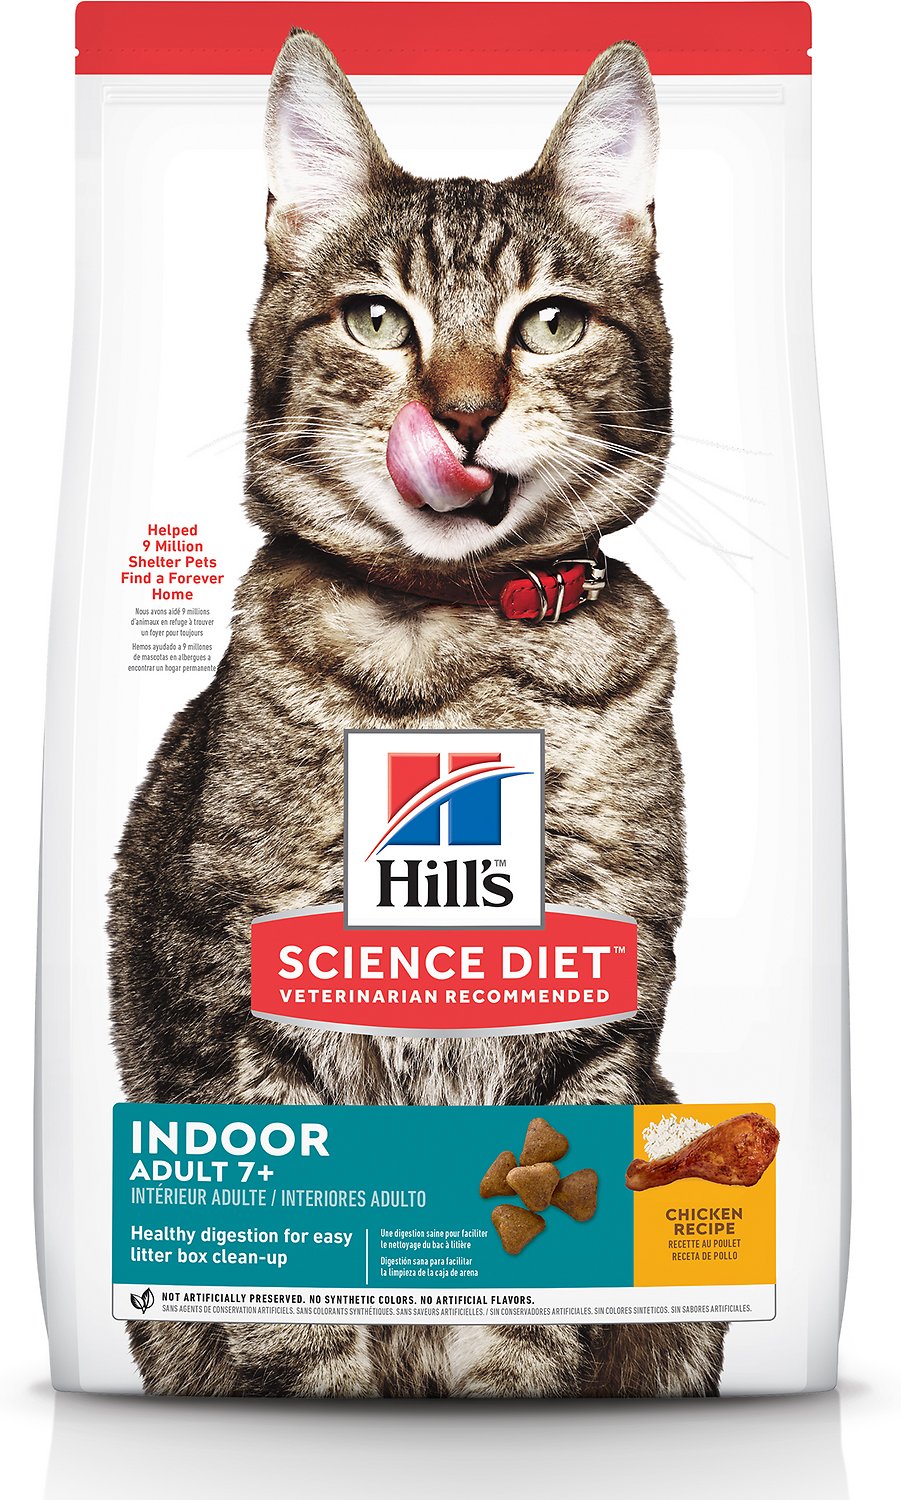 Helped
9 Million
Shelter Pets
Find a Forever
Home
Nous avons aidé 9 millions
d'animaux en refuge à trouver
un foyer pour toujours
Hemos ayudado a 9 millones
de mascotas en albergues a
encontrar un hogar permanente
Hill's™
SCIENCE DIET™
VETERINARIAN RECOMMENDED
INDOOR
ADULT 7+
INTÉRIEUR ADULTE / INTERIORES ADULTO
Healthy digestion for easy
litter box clean-up
Une digestion saine pour faciliter
le nettoyage du bac à litière
Digestión sana para facilitar
la limpieza de la caja de arena
CHICKEN
RECIPE
RECETTE AU POULET
RECETA DE POLLO
NOT ARTIFICIALLY PRESERVED. NO SYNTHETIC COLORS. NO ARTIFICIAL FLAVORS.
SANS AGENTS DE CONSERVATION ARTIFICIELS. SANS COLORANTS SYNTHÉTIQUES. SANS SAVEURS ARTIFICIELLES. / SIN CONSERVADORES ARTIFICIALES. SIN COLORES SINTETICOS. SIN SABORES ARTIFICIALES.